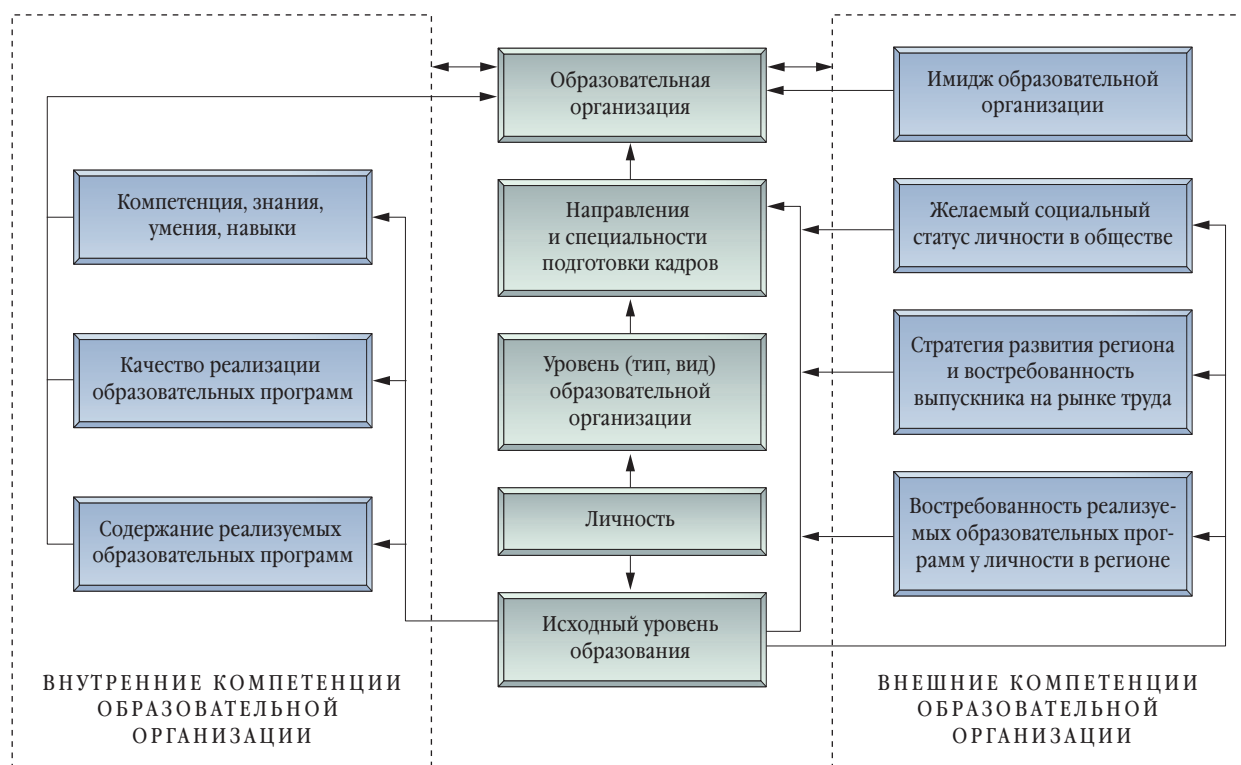 Образовательная
организация
Имидж образовательной
организации
Компетенция, знания,
умения, навыки
Направления
и специальности
подготовки кадров
Желаемый социальный
статус личности в обществе
Качество реализации
образовательных программ
Уровень (тип, вид)
образовательной
организации
Стратегия развития региона
и востребованность
выпускника на рынке труда
Содержание реализуемых
образовательных программ
Личность
Востребованность реализуе-
мых образовательных прог-
рамм у личности в регионе
Исходный уровень
образования
ВНУТРЕННИЕ КОМПЕТЕНЦИИ
ОБРАЗОВАТЕЛЬНОЙ
ОРГАНИЗАЦИИ
ВНЕШНИЕ КОМПЕТЕНЦИИ
ОБРАЗОВАТЕЛЬНОЙ
ОРГАНИЗАЦИИ